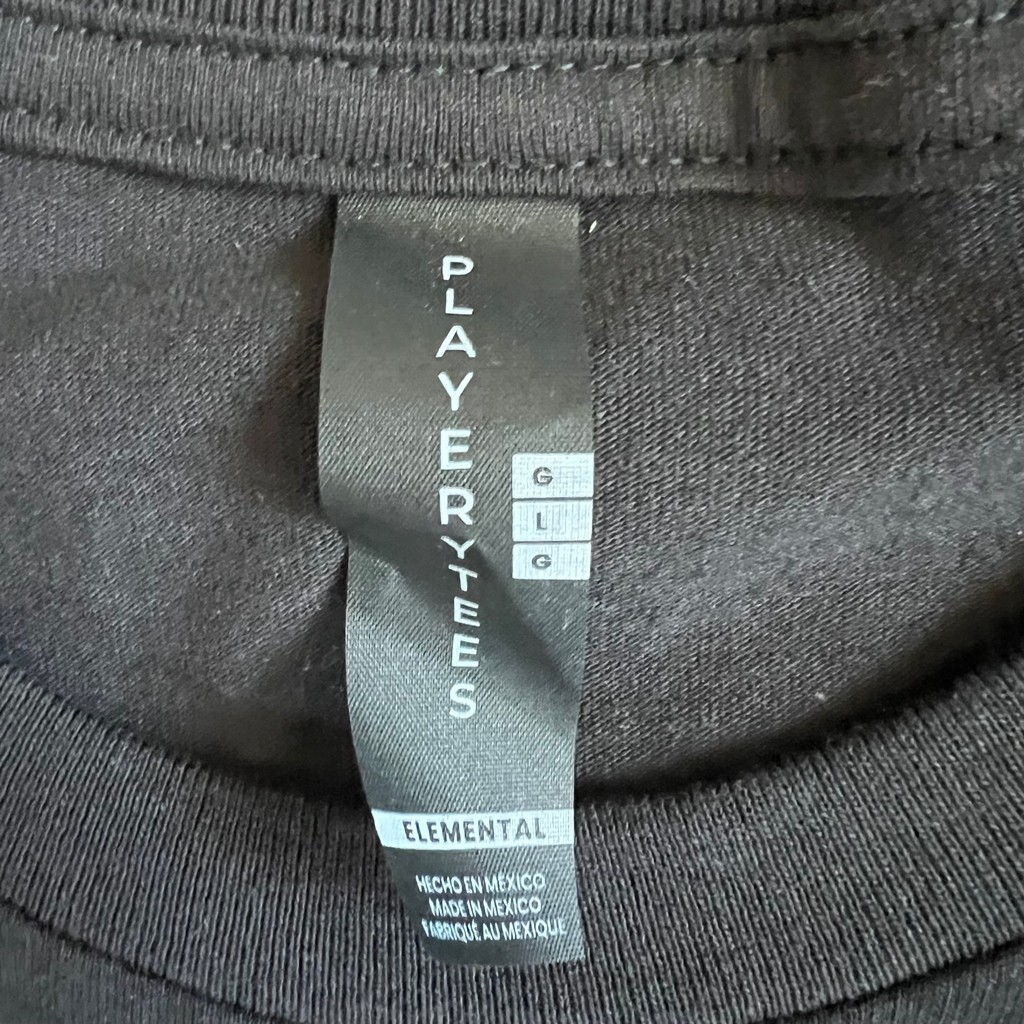 PLAYERYTEES
G
L
G
ELEMENTAL
HECHO EN MÉXICO
MADE IN MEXICO
FABRIQUÉ AU MEXIQUE